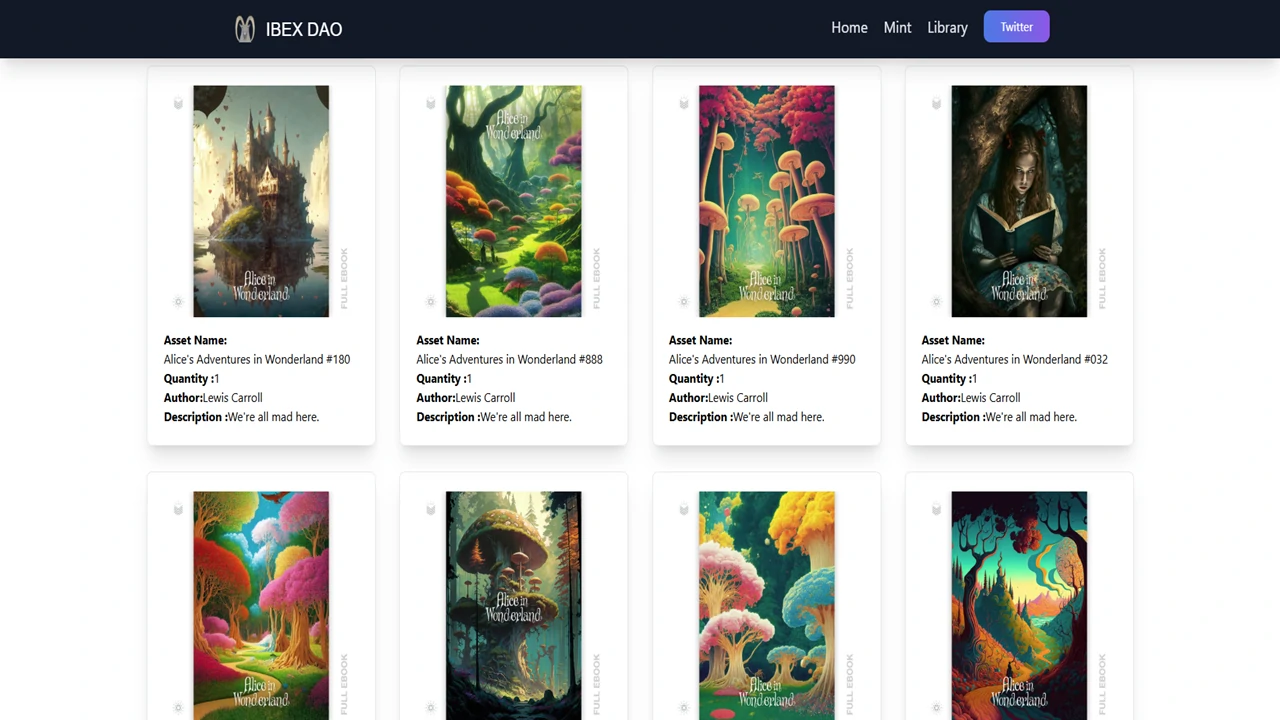 IBEX DAO
Home Mint Library Twitter
Alice in
Wonderland
FULL EBOOK
Asset Name:
Alice's Adventures in Wonderland #180
Quantity :1
Author:Lewis Carroll
Description :We're all mad here.
Alice in
Wonderland
FULL EBOOK
Asset Name:
Alice's Adventures in Wonderland #888
Quantity :1
Author:Lewis Carroll
Description :We're all mad here.
Alice in
Wonderland
FULL EBOOK
Asset Name:
Alice's Adventures in Wonderland #990
Quantity :1
Author:Lewis Carroll
Description :We're all mad here.
Alice in
Wonderland
FULL EBOOK
Asset Name:
Alice's Adventures in Wonderland #032
Quantity :1
Author:Lewis Carroll
Description :We're all mad here.
Alice in
Wonderland
FULL EBOOK
Alice in
Wonderland
FULL EBOOK
Alice in
Wonderland
FULL EBOOK
Alice in
Wonderland
FULL EBOOK